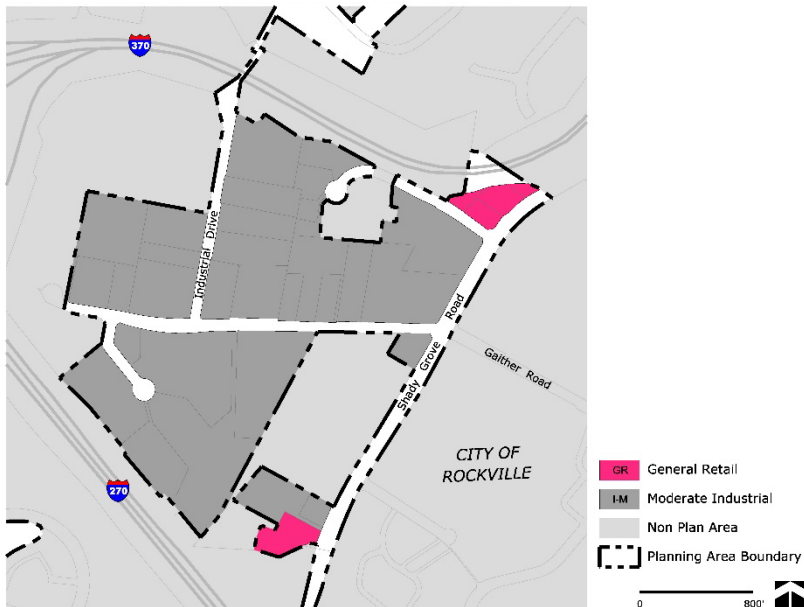 370
Industrial Drive
Shady Grove Road
Gaither Road
CITY OF
ROCKVILLE
270
GR General Retail
I-M Moderate Industrial
Non Plan Area
Planning Area Boundary
0 800'